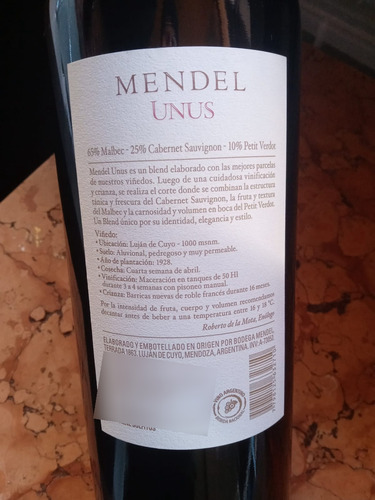 MENDEL
UNUS
65% Malbec - 25% Cabernet Sauvignon - 10% Petit Verdot
Mendel Unus es un blend elaborado con las mejores parcelas
de nuestros viñedos. Luego de una cuidadosa vinificación
y crianza, se realiza el corte donde se combinan la estructura
tánica y frescura del Cabernet Sauvignon, la fruta y textura
del Malbec y la carnosidad y volumen en boca del Petit Verdot.
Un Blend único por su identidad, elegancia y estilo.
Viñedo:
• Ubicación: Luján de Cuyo - 1000 msnm.
• Suelo: Aluvional, pedregoso y muy permeable.
• Año de plantación: 1928.
• Cosecha: Cuarta semana de abril.
• Vinificación: Maceración en tanques de 50 Hl
durante 3 a 4 semanas con pisoneo manual.
• Crianza: Barricas nuevas de roble francés durante 16 meses.
Por la intensidad de fruta, cuerpo y volumen recomendamos
decantar antes de beber a una temperatura entre 16 y 18 °C.
Roberto de la Mota, Enólogo
ELABORADO Y EMBOTELLADO EN ORIGEN POR BODEGA MENDEL,
TERRADA 1863, LUJÁN DE CUYO, MENDOZA, ARGENTINA.
VINO ARGENTINO
BEBIDA NACIONAL